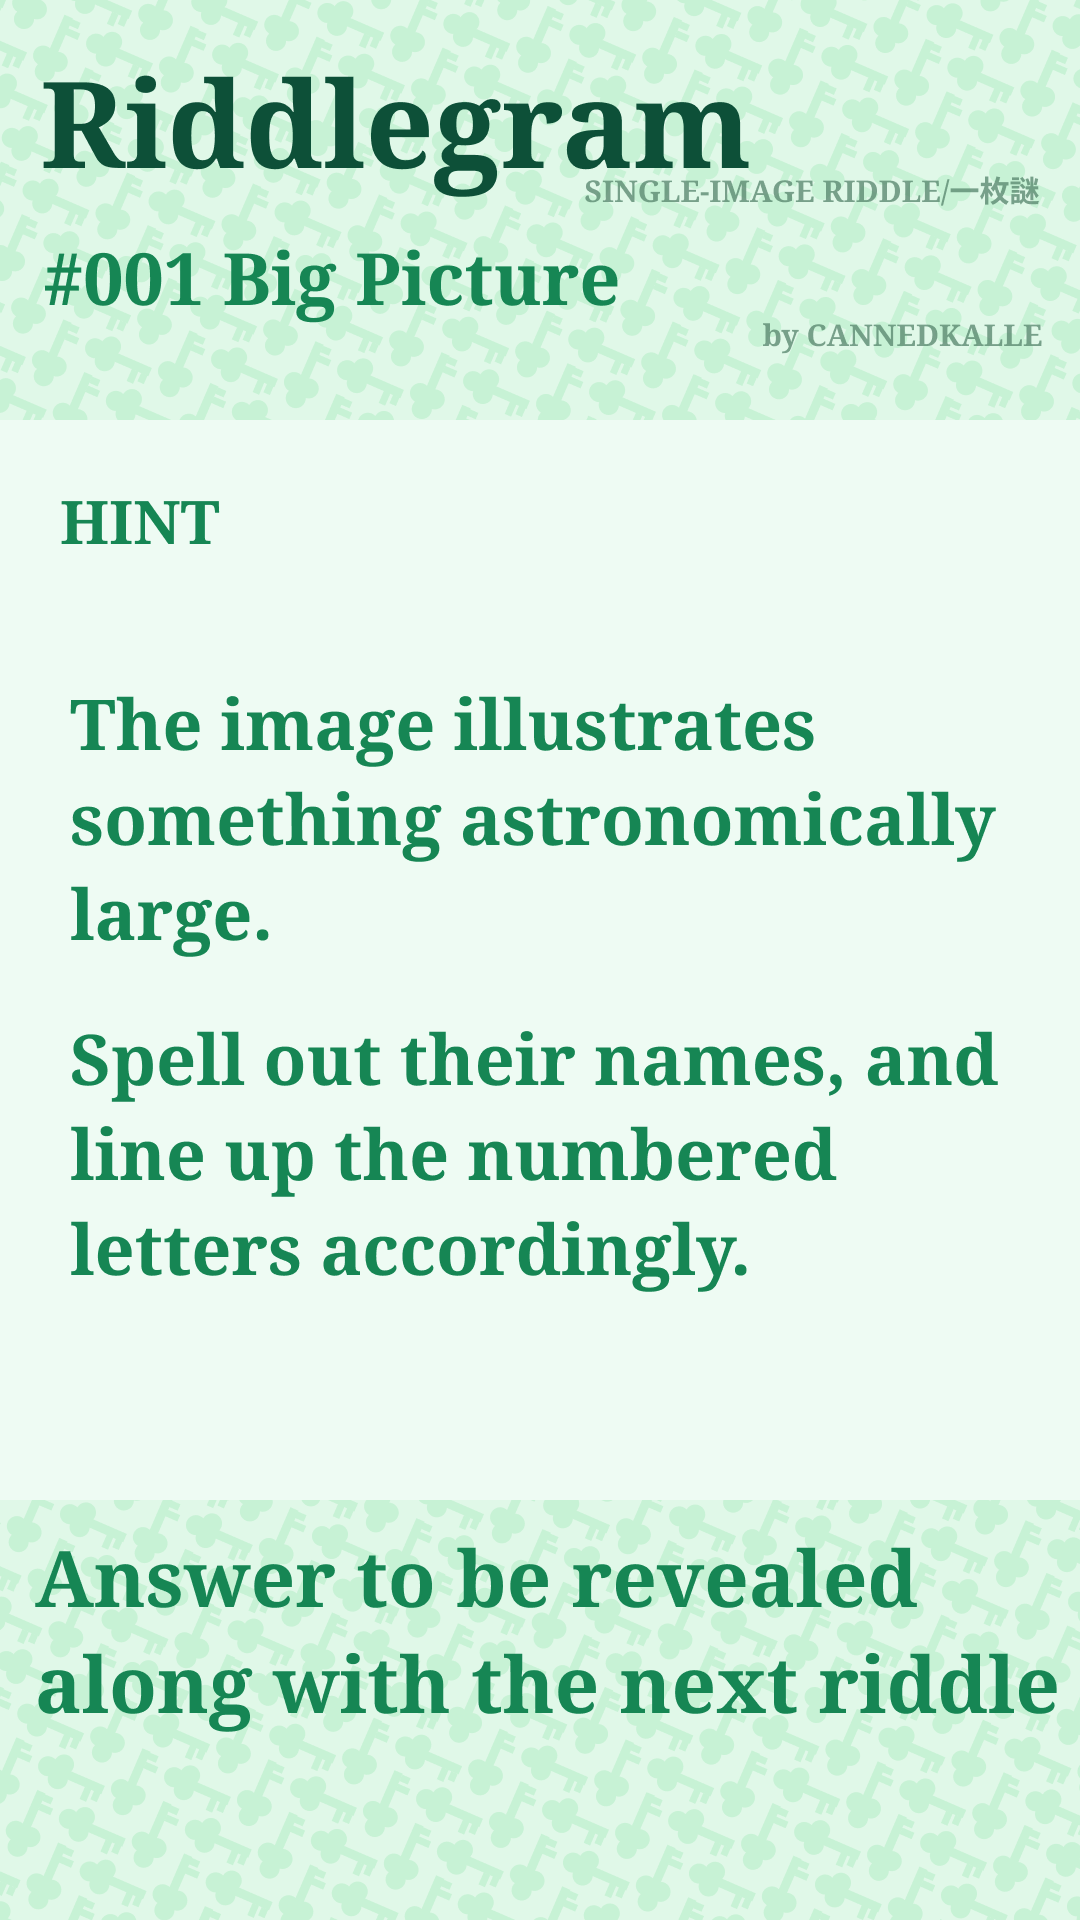 Riddlegram
SINGLE-IMAGE RIDDLE/一枚謎
#001 Big Picture
by CANNEDKALLE
HINT
The image illustrates
something astronomically
large.
Spell out their names, and
line up the numbered
letters accordingly.
Answer to be revealed
along with the next riddle